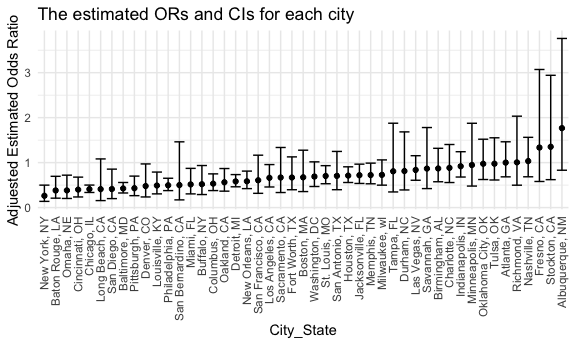 The estimated ORs and CIs for each city
Adjuested Estimated Odds Ratio
3
2
1
0
New York, NY
Baton Rouge, LA
Omaha, NE
Cincinnati, OH
Chicago, IL
Long Beach, CA
San Diego, CA
Baltimore, MD
Pittsburgh, PA
Denver, CO
Louisville, KY
Philadelphia, PA
San Bernardino, CA
Miami, FL
Buffalo, NY
Columbus, OH
Oakland, CA
Detroit, MI
New Orleans, LA
San Francisco, CA
Los Angeles, CA
Sacramento, CA
Fort Worth, TX
Boston, MA
Washington, DC
St. Louis, MO
San Antonio, TX
Houston, TX
Jacksonville, FL
Memphis, TN
Milwaukee, wI
Tampa, FL
Durham, NC
Las Vegas, NV
Savannah, GA
Birmingham, AL
Charlotte, NC
Indianapolis, IN
Minneapolis, MN
Oklahoma City, OK
Tulsa, OK
Atlanta, GA
Richmond, VA
Nashville, TN
Fresno, CA
Stockton, CA
Albuquerque, NM
City_State